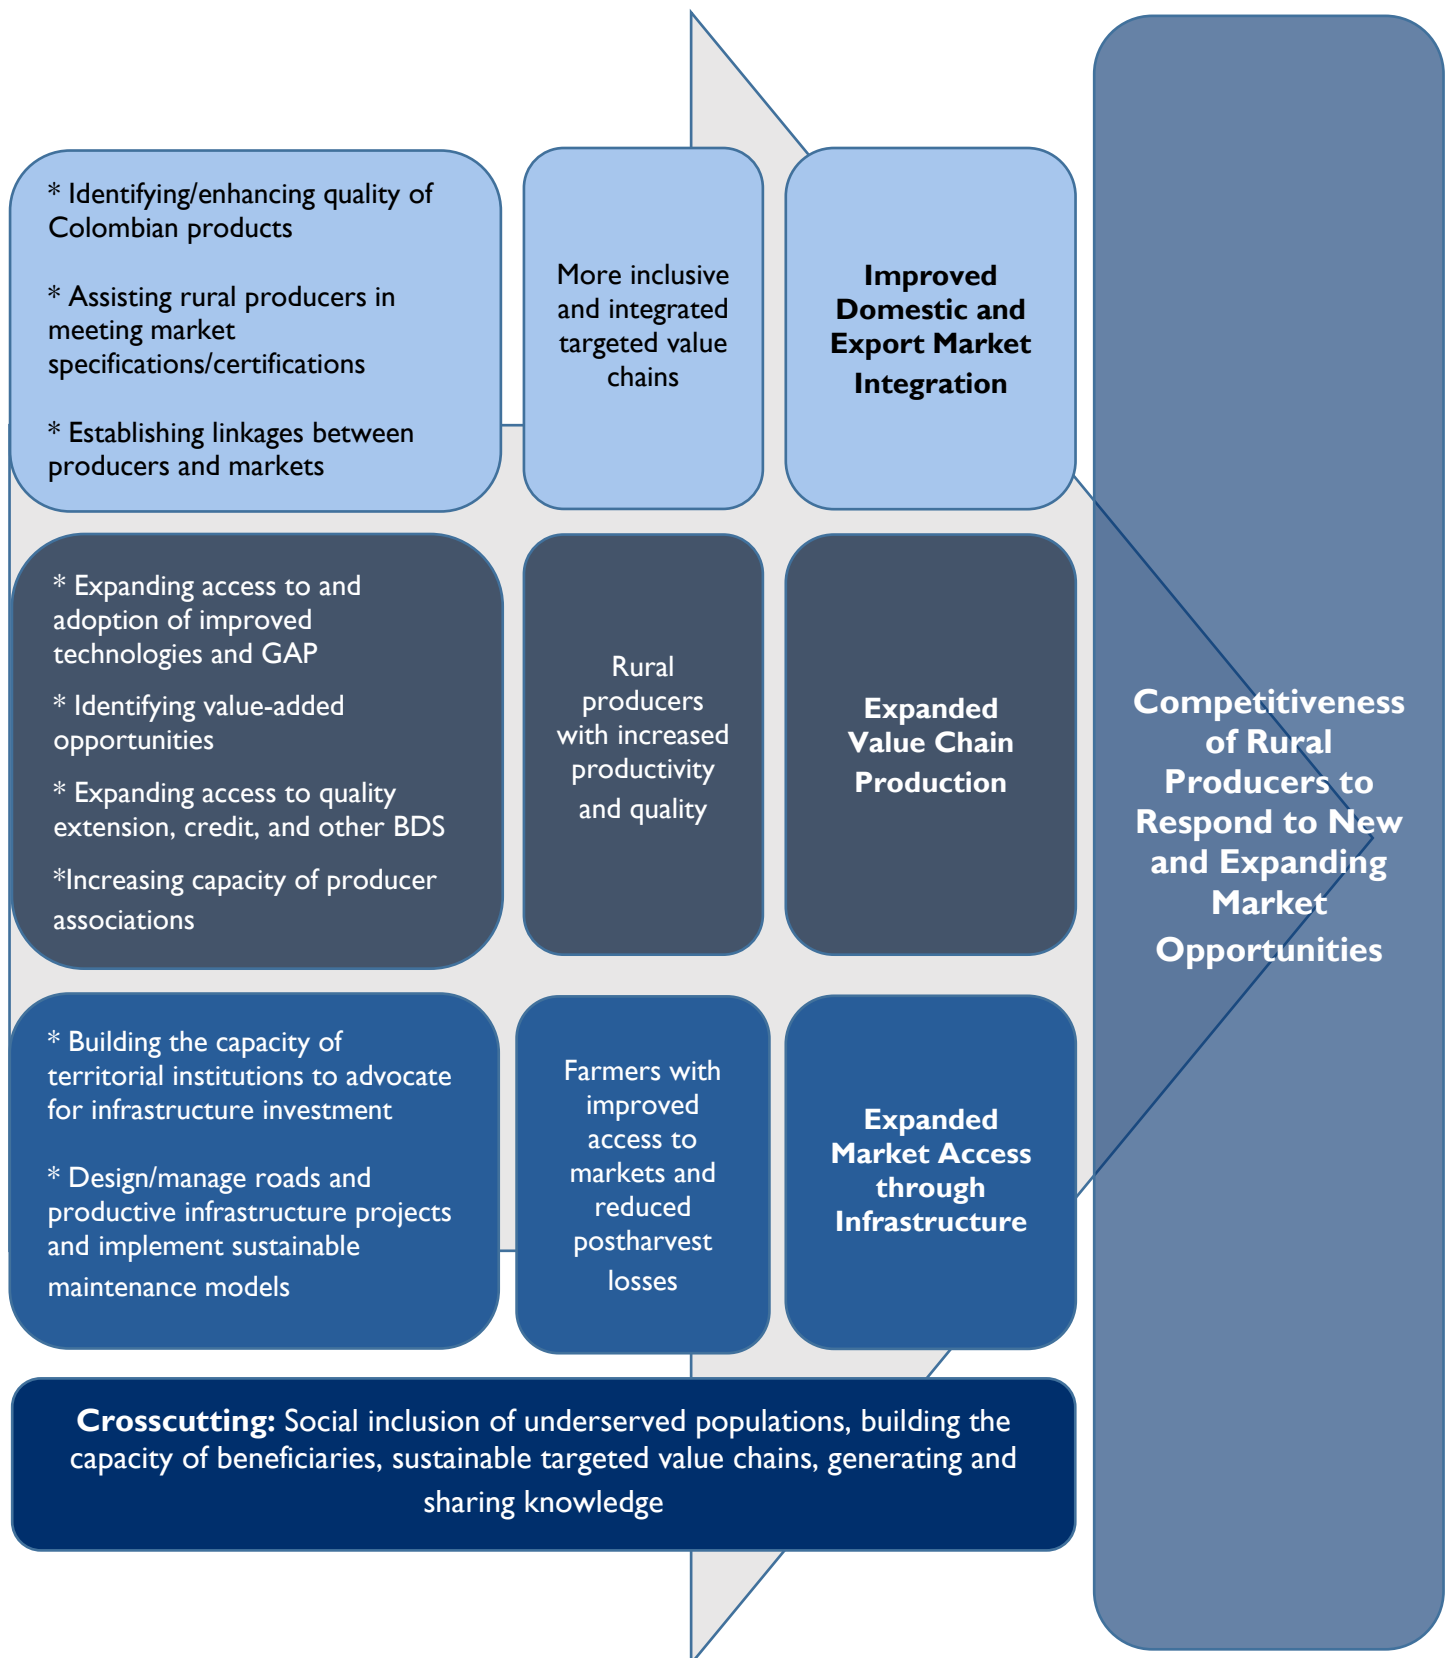 * Identifying/enhancing quality of
Colombian products
* Assisting rural producers in
meeting market
specifications/certifications
* Establishing linkages between
producers and markets
More inclusive
and integrated
targeted value
chains
Improved
Domestic and
Export Market
Integration
* Expanding access to and
adoption of improved
technologies and GAP
* Identifying value-added
opportunities
* Expanding access to quality
extension, credit, and other BDS
*Increasing capacity of producer
associations
Rural
producers
with increased
productivity
and quality
Expanded
Value Chain
Production
* Building the capacity of
territorial institutions to advocate
for infrastructure investment
* Design/manage roads and
productive infrastructure projects
and implement sustainable
maintenance models
Farmers with
improved
access to
markets and
reduced
postharvest
losses
Expanded
Market Access
through
Infrastructure
Competitiveness
of Rural
Producers to
Respond to New
and Expanding
Market
Opportunities
Crosscutting: Social inclusion of underserved populations, building the
capacity of beneficiaries, sustainable targeted value chains, generating and
sharing knowledge